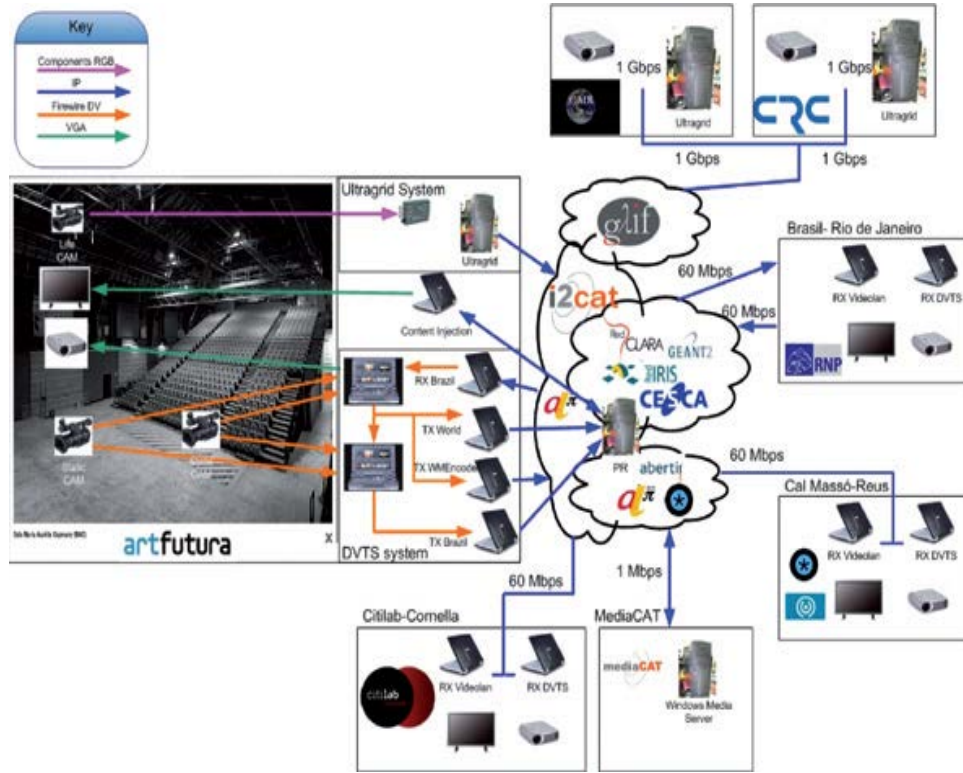 Key
Components RGB
IP
Firewire DV
VGA
1 Gbps
Ultragrid
1 Gbps
CRC
Ultragrid
1 Gbps
1 Gbps
Ultragrid System
Life
CAM
Ultragrid
glif
Brasil- Rio de Janeiro
60 Mbps
RX Videolan
RX DVTS
60 Mbps
RNP
i2cat
Content Injection
Red
CLARA
GEANT2
IRIS
CESCA
RX Brazil
TX World
TX WMEncode
TX Brazil
Static
CAM
PR
abertis
60 Mbps
Cal Massó-Reus
RX Videolan
RX DVTS
artfutura
X
DVTS system
60 Mbps
1 Mbps
Citilab-Cornella
RX Videolan
RX DVTS
citilab
MediaCAT
mediaCAT
Windows Media
Server